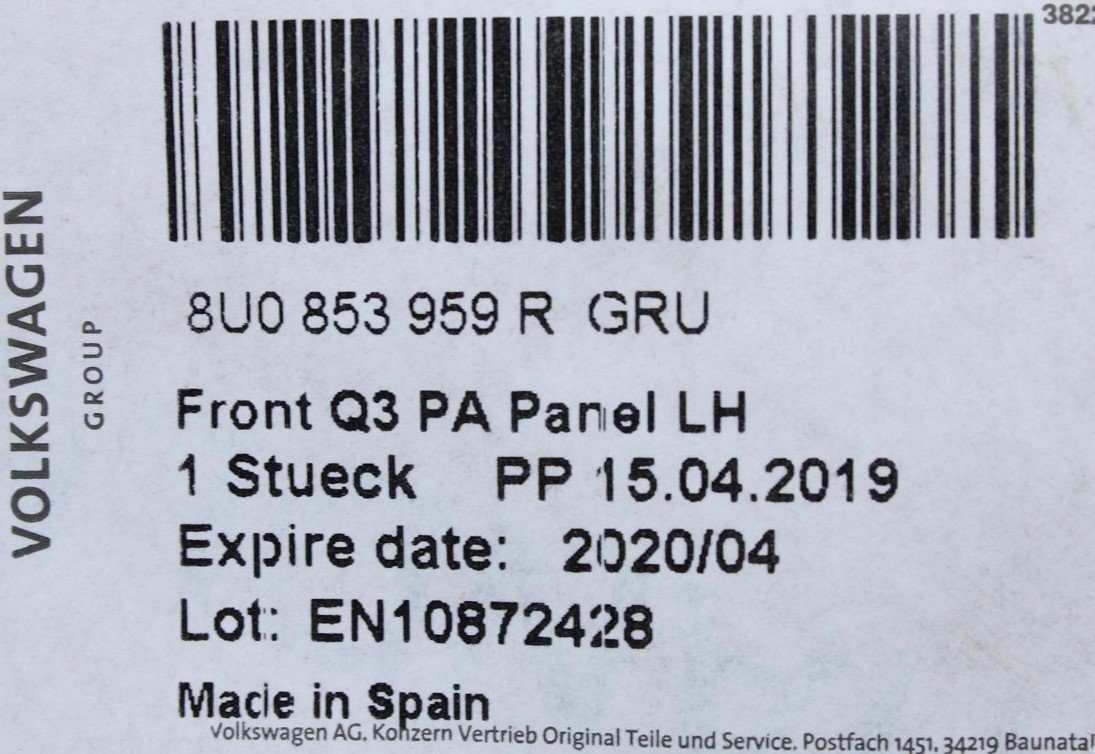 3822
VOLKSWAGEN
GROUP
8U0 853 959 R GRU
Front Q3 PA Panel LH
1 Stueck PP 15.04.2019
Expire date: 2020/04
Lot: EN10872428
Made in Spain
Volkswagen AG. Konzern Vertrieb Original Teile und Service. Postfach 1451, 34219 Baunatal